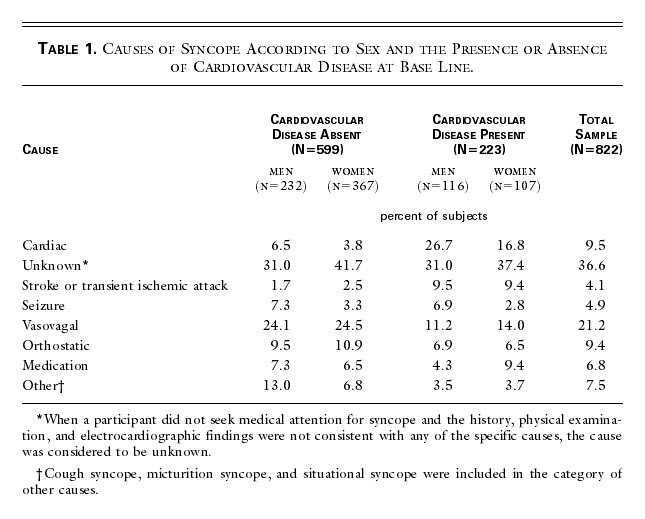 TABLE 1. CAUSES OF SYNCOPE ACCORDING TO SEX AND THE PRESENCE OR ABSENCE
OF CARDIOVASCULAR DISEASE AT BASE LINE.
CAUSE CARDIOVASCULAR DISEASE ABSENT (N=599) CARDIOVASCULAR DISEASE PRESENT (N=223) TOTAL SAMPLE (N=822)
MEN (N=232) WOMEN (N=367) MEN (N=116) WOMEN (N=107)
percent of subjects
Cardiac 6.5 3.8 26.7 16.8 9.5
Unknown* 31.0 41.7 31.0 37.4 36.6
Stroke or transient ischemic attack 1.7 2.5 9.5 9.4 4.1
Seizure 7.3 3.3 6.9 2.8 4.9
Vasovagal 24.1 24.5 11.2 14.0 21.2
Orthostatic 9.5 10.9 6.9 6.5 9.4
Medication 7.3 6.5 4.3 9.4 6.8
Other† 13.0 6.8 3.5 3.7 7.5
*When a participant did not seek medical attention for syncope and the history, physical examina-
tion, and electrocardiographic findings were not consistent with any of the specific causes, the cause
was considered to be unknown.
†Cough syncope, micturition syncope, and situational syncope were included in the category of
other causes.